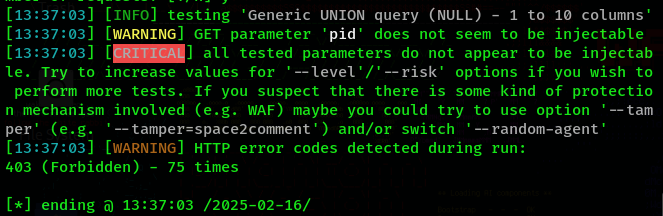 [13:37:03] [INFO] testing 'Generic UNION query (NULL) - 1 to 10 columns'
[13:37:03] [WARNING] GET parameter 'pid' does not seem to be injectable
[13:37:03] [CRITICAL] all tested parameters do not appear to be injectab
le. Try to increase values for '--level'/'--risk' options if you wish to
 perform more tests. If you suspect that there is some kind of protectio
n mechanism involved (e.g. WAF) maybe you could try to use option '--tam
per' (e.g. '--tamper=space2comment') and/or switch '--random-agent'
[13:37:03] [WARNING] HTTP error codes detected during run:
403 (Forbidden) - 75 times
[*] ending @ 13:37:03 /2025-02-16/